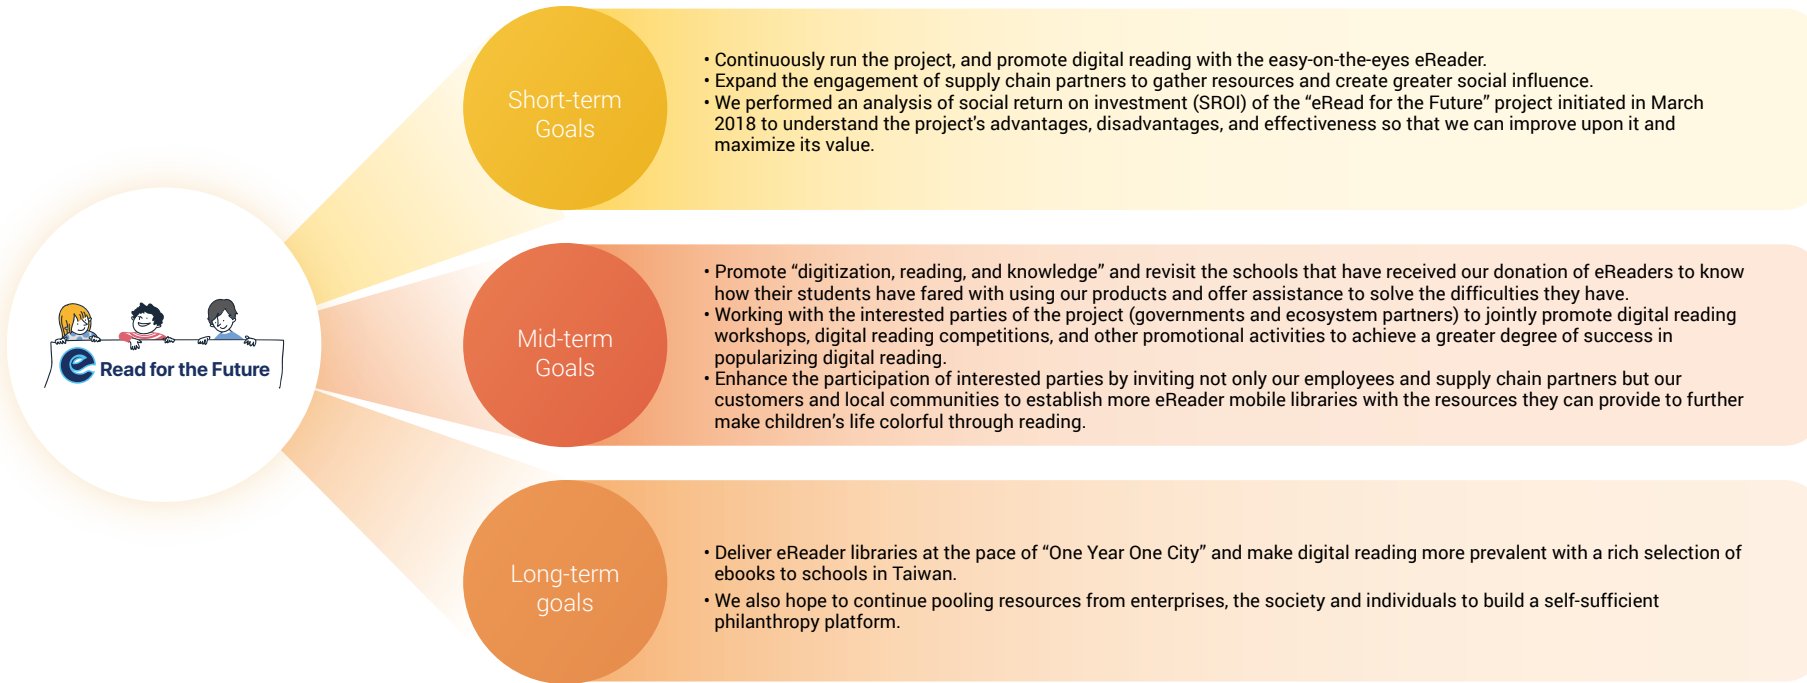 Short-term
Goals
• Continuously run the project, and promote digital reading with the easy-on-the-eyes eReader.
• Expand the engagement of supply chain partners to gather resources and create greater social influence.
• We performed an analysis of social return on investment (SROI) of the “eRead for the Future” project initiated in March
2018 to understand the project's advantages, disadvantages, and effectiveness so that we can improve upon it and
maximize its value.
e Read for the Future
Mid-term
Goals
• Promote “digitization, reading, and knowledge” and revisit the schools that have received our donation of eReaders to know
how their students have fared with using our products and offer assistance to solve the difficulties they have.
• Working with the interested parties of the project (governments and ecosystem partners) to jointly promote digital reading
workshops, digital reading competitions, and other promotional activities to achieve a greater degree of success in
popularizing digital reading.
• Enhance the participation of interested parties by inviting not only our employees and supply chain partners but our
customers and local communities to establish more eReader mobile libraries with the resources they can provide to further
make children’s life colorful through reading.
Long-term
goals
• Deliver eReader libraries at the pace of “One Year One City” and make digital reading more prevalent with a rich selection of
ebooks to schools in Taiwan.
• We also hope to continue pooling resources from enterprises, the society and individuals to build a self-sufficient
philanthropy platform.